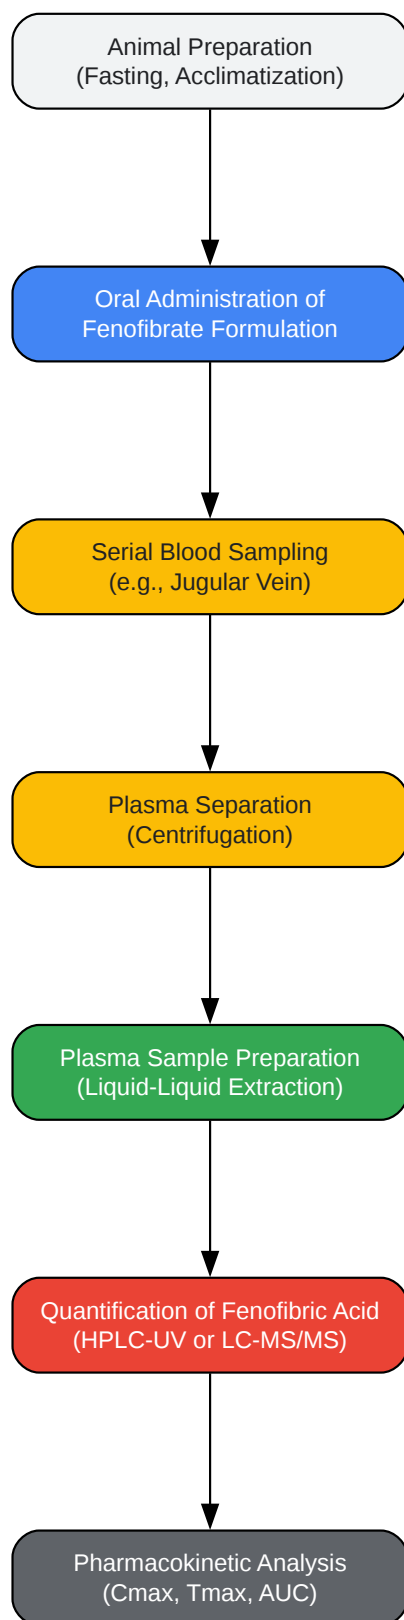 Animal Preparation
(Fasting, Acclimatization)
Oral Administration of
Fenofibrate Formulation
Serial Blood Sampling
(e.g., Jugular Vein)
Plasma Separation
(Centrifugation)
Plasma Sample Preparation
(Liquid-Liquid Extraction)
Quantification of Fenofibric Acid
(HPLC-UV or LC-MS/MS)
Pharmacokinetic Analysis
(Cmax, Tmax, AUC)